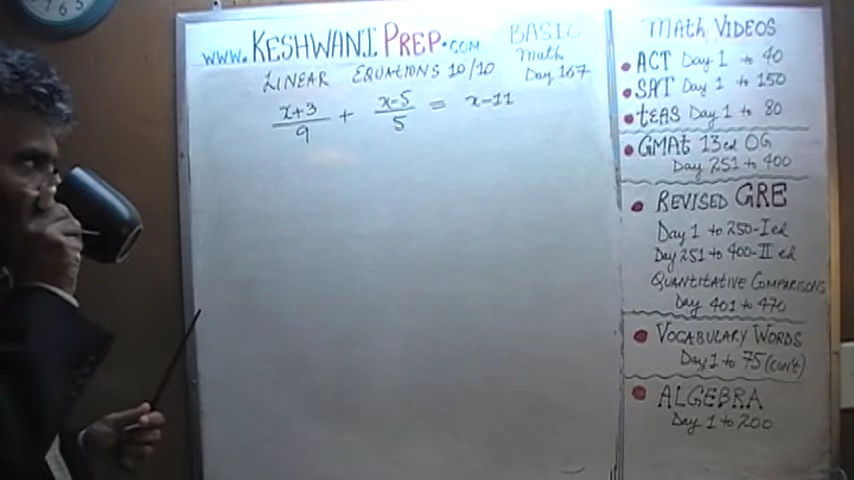 www.KESHWANI PREP.COM
BASIC
Math
Day 167
LINEAR EQUATIONS 10/10
x+3/9 + x-5/5 = x-11
Math VIDEOS
ACT Day 1 to 40
SAT Day 1 to 150
tEAS Day 1 to 80
GMAt 13ed OG
Day 251 to 400
REVISED GRE
Day 1 to 250-I ed
Day 251 to 400-II ed
QUANTITATIVE COMPARISONS
Day 401 to 470
VOCABULARY WORDS
Day 1 to 75 (con't)
ALGEBRA
Day 1 to 200